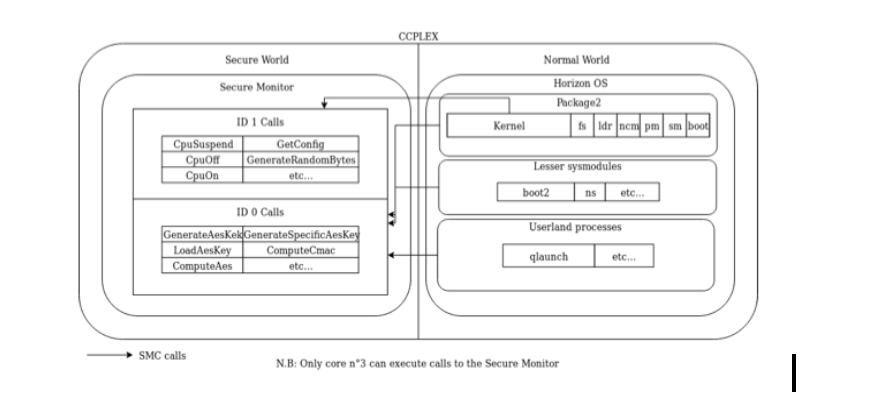 CCPLEX
Secure World
Normal World
Secure Monitor
Horizon OS
Package2
Kernel fs ldr ncm pm sm boot
ID 1 Calls
CpuSuspend GetConfig
CpuOff GenerateRandomBytes
CpuOn etc...
Lesser sysmodules
boot2 ns etc...
ID 0 Calls
GenerateAesKek GenerateSpecificAesKey
LoadAesKey ComputeCmac
ComputeAes etc...
Userland processes
qlaunch etc...
SMC calls
N.B: Only core n°3 can execute calls to the Secure Monitor